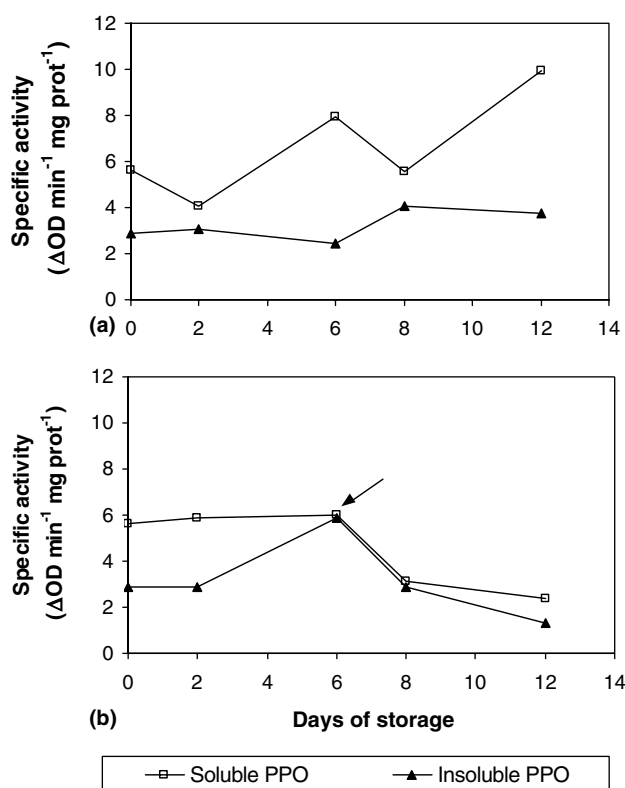 12
10
8
6
4
2
0
Specific activity
(ΔOD min⁻¹ mg prot⁻¹)
(a)
0 2 4 6 8 10 12 14
12
10
8
6
4
2
0
Specific activity
(ΔOD min⁻¹ mg prot⁻¹)
0 2 4 6 8 10 12 14
(b) Days of storage
Soluble PPO Insoluble PPO